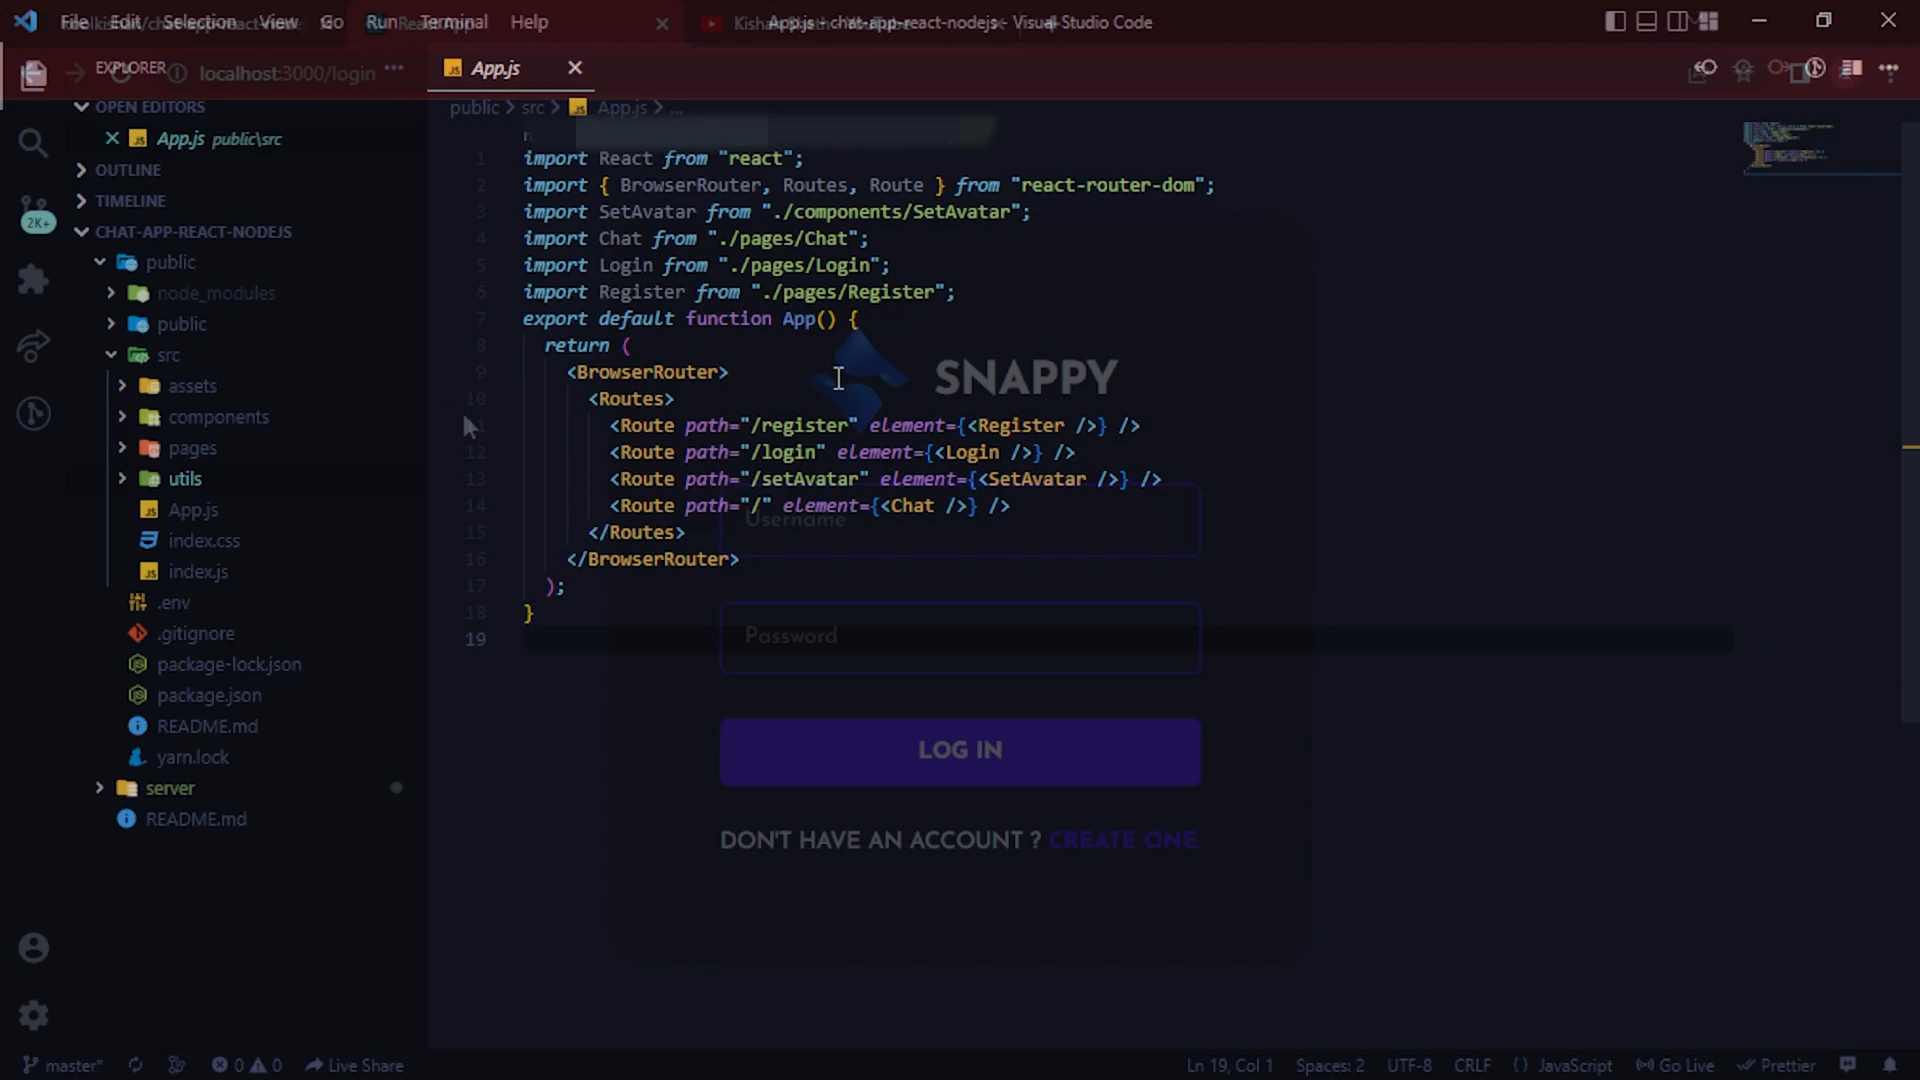 File Edit Selection View Go Run Terminal Help
App.js - chat-app-react-nodejs - Visual Studio Code
EXPLORER
localhost:3000/login
App.js
OPEN EDITORS
App.js public\src
OUTLINE
TIMELINE
2K+
CHAT-APP-REACT-NODEJS
public
node_modules
public
src
assets
components
pages
utils
App.js
index.css
index.js
.env
.gitignore
package-lock.json
package.json
README.md
yarn.lock
server
README.md
public > src > App.js > ...
1 import React from "react";
2 import { BrowserRouter, Routes, Route } from "react-router-dom";
3 import SetAvatar from "./components/SetAvatar";
4 import Chat from "./pages/Chat";
5 import Login from "./pages/Login";
6 import Register from "./pages/Register";
7 export default function App() {
8 return (
9 <BrowserRouter>
10 <Routes>
11 <Route path="/register" element={<Register />} />
12 <Route path="/login" element={<Login />} />
13 <Route path="/setAvatar" element={<SetAvatar />} />
14 <Route path="/" element={<Chat />} />
15 </Routes>
16 </BrowserRouter>
17 );
18 }
19
SNAPPY
Username
Password
LOG IN
DON'T HAVE AN ACCOUNT ? CREATE ONE.
master* 0 0 Live Share
Ln 19, Col 1 Spaces: 2 UTF-8 CRLF {} JavaScript Go Live Prettier